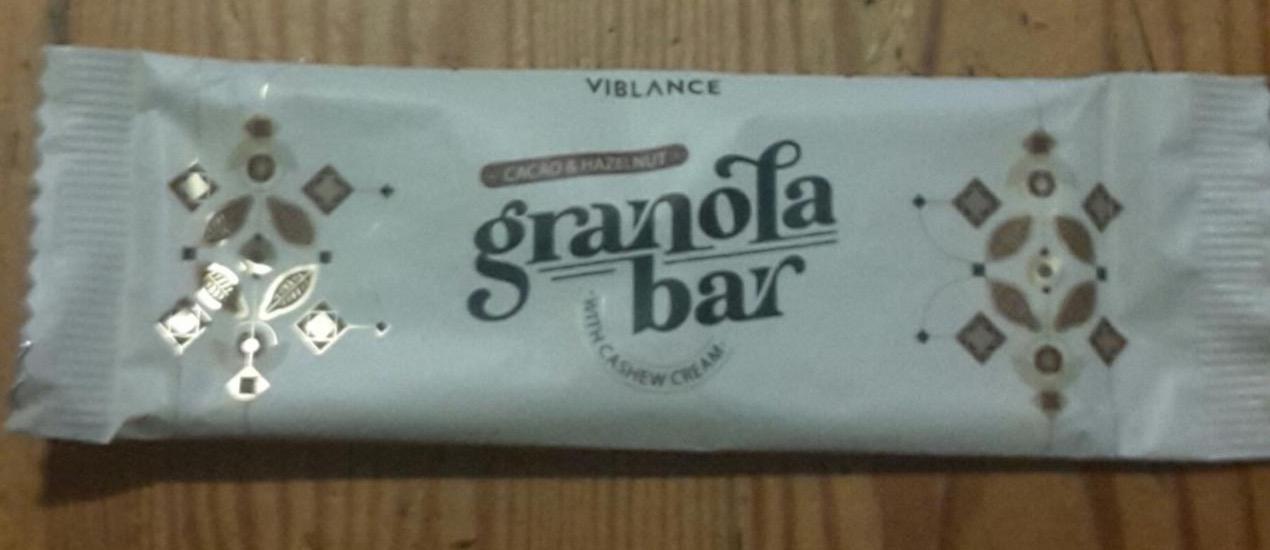 VIBLANCE
CACAO & HAZELNUT
granola
bar
·WITH CASHEW CREAM·